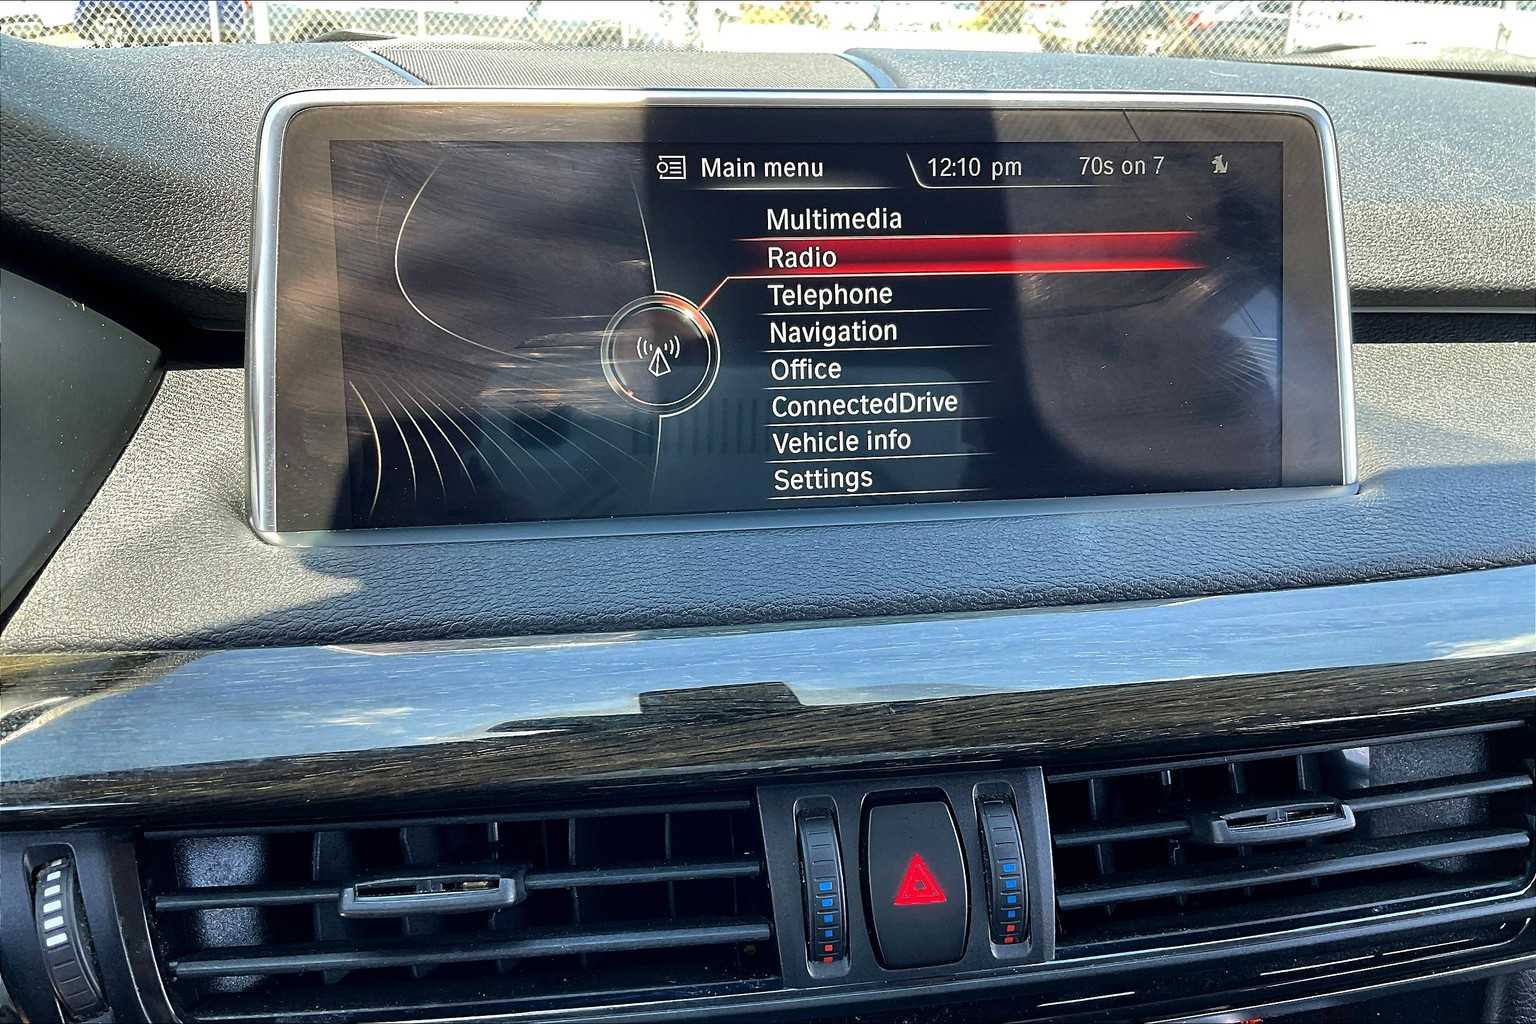 Main menu 12:10 pm 70s on 7
Multimedia
Radio
Telephone
Navigation
Office
ConnectedDrive
Vehicle info
Settings